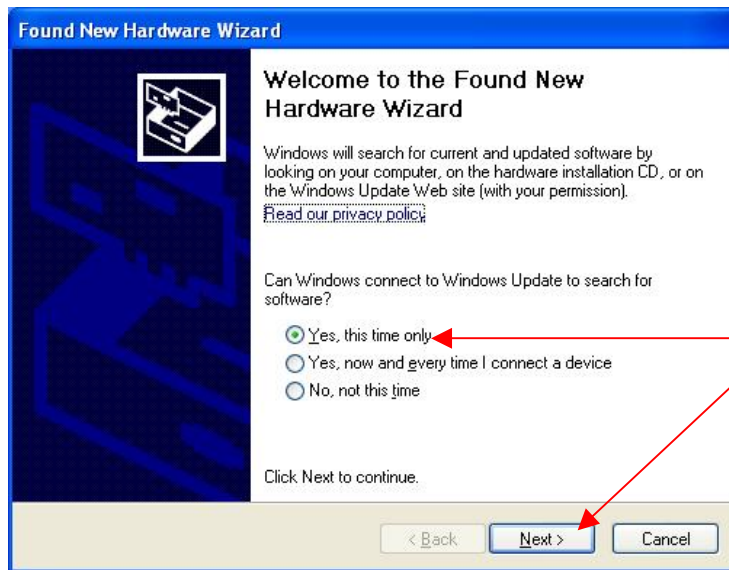 Found New Hardware Wizard
Welcome to the Found New
Hardware Wizard
Windows will search for current and updated software by
looking on your computer, on the hardware installation CD, or on
the Windows Update Web site (with your permission).
Read our privacy policy
Can Windows connect to Windows Update to search for
software?
Yes, this time only
Yes, now and every time I connect a device
No, not this time
Click Next to continue.
< Back Next > Cancel